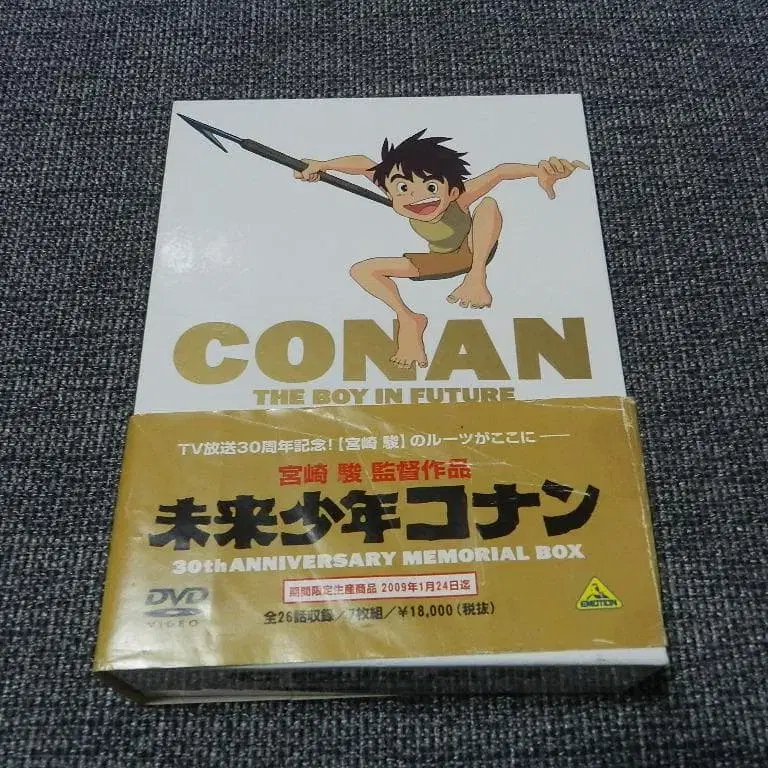 CONAN
THE BOY IN FUTURE
TV放送30周年記念!【宮崎 駿】のルーツがここに──
宮崎 駿 監督作品
未来少年コナン
30th ANNIVERSARY MEMORIAL BOX
期間限定生産商品 2009年1月24日迄
DVD
VIDEO
全26話収録/7枚組/¥18,000(税抜)
EMOTION